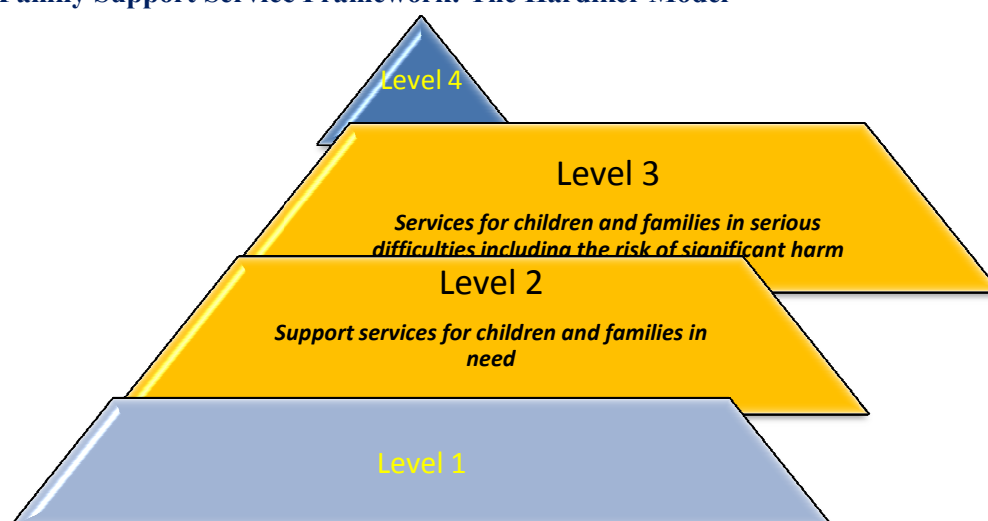 Family Support Service Framework: The Hardiker Model
Level 4
Level 3
Services for children and families in serious
difficulties including the risk of significant harm
Level 2
Support services for children and families in
need
Level 1